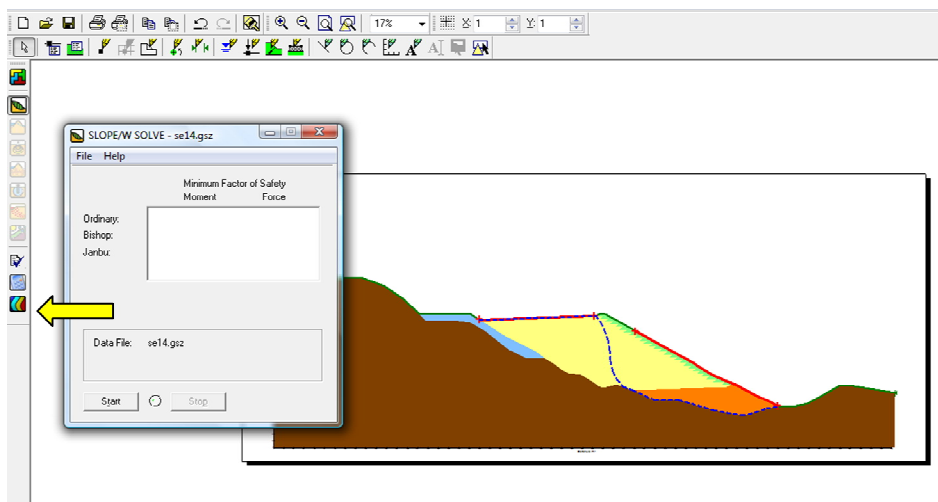 17%
X: 1
Y: 1
SLOPE/W SOLVE - se14.gsz
File Help
Minimum Factor of Safety
Moment Force
Ordinary:
Bishop:
Janbu:
Data File: se14.gsz
Start Stop